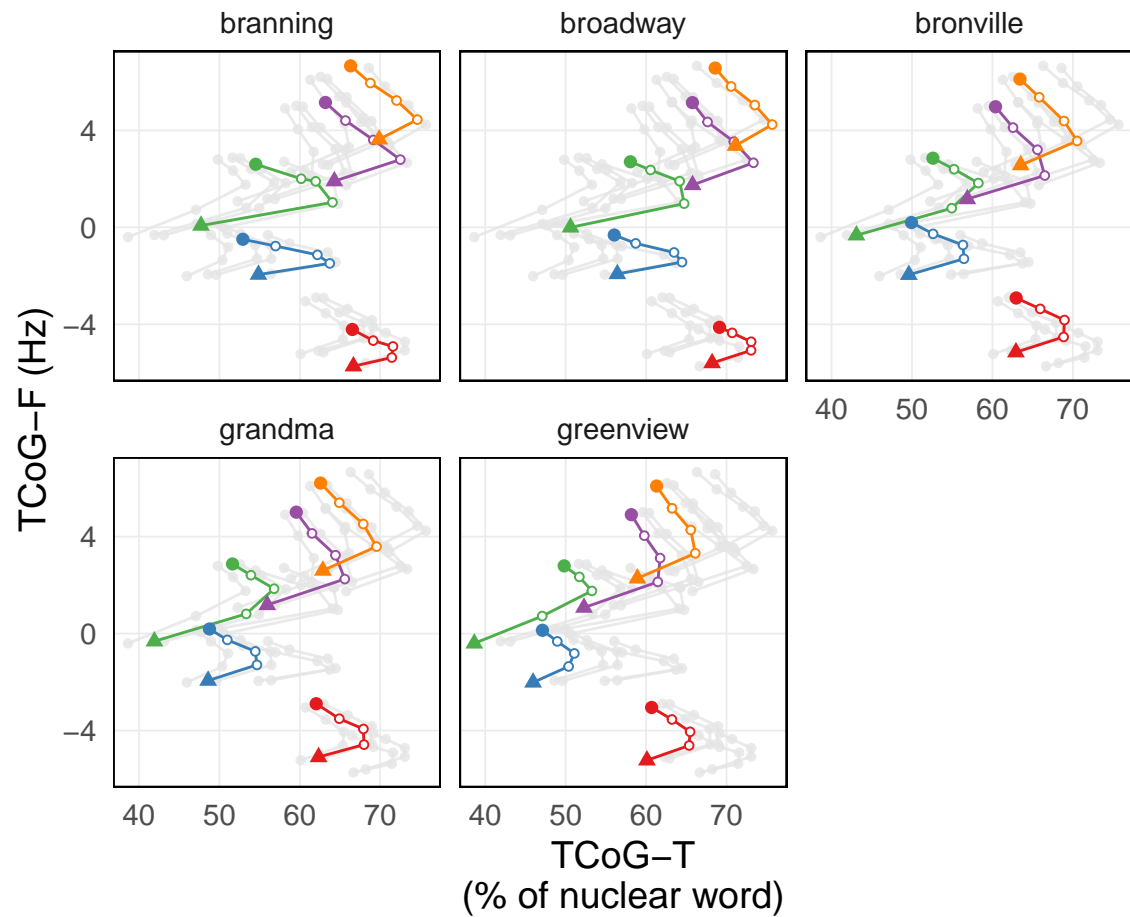 branning broadway bronville
4
0
−4
40 50 60 70
grandma greenview
4
0
−4
40 50 60 70 40 50 60 70
TCoG−F (Hz)
TCoG−T
(% of nuclear word)